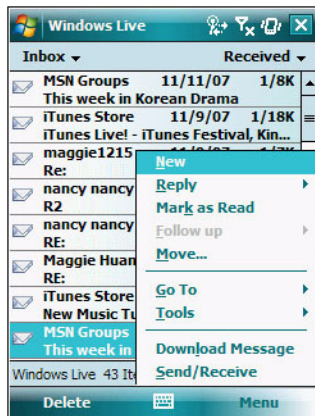 Windows Live
Inbox Received
MSN Groups 11/11/07 1/8K
This week in Korean Drama
iTunes Store 11/9/07 1/18K
iTunes Live! - iTunes Festival, Kin...
maggie1215
Re:
nancy nancy
R2
nancy nancy
RE:
Maggie Huan
RE:
iTunes Store
New Music Tu
MSN Groups
This week in
New
Reply
Mark as Read
Follow up
Move...
Go To
Tools
Download Message
Send/Receive
Windows Live 43 Ite
Delete Menu